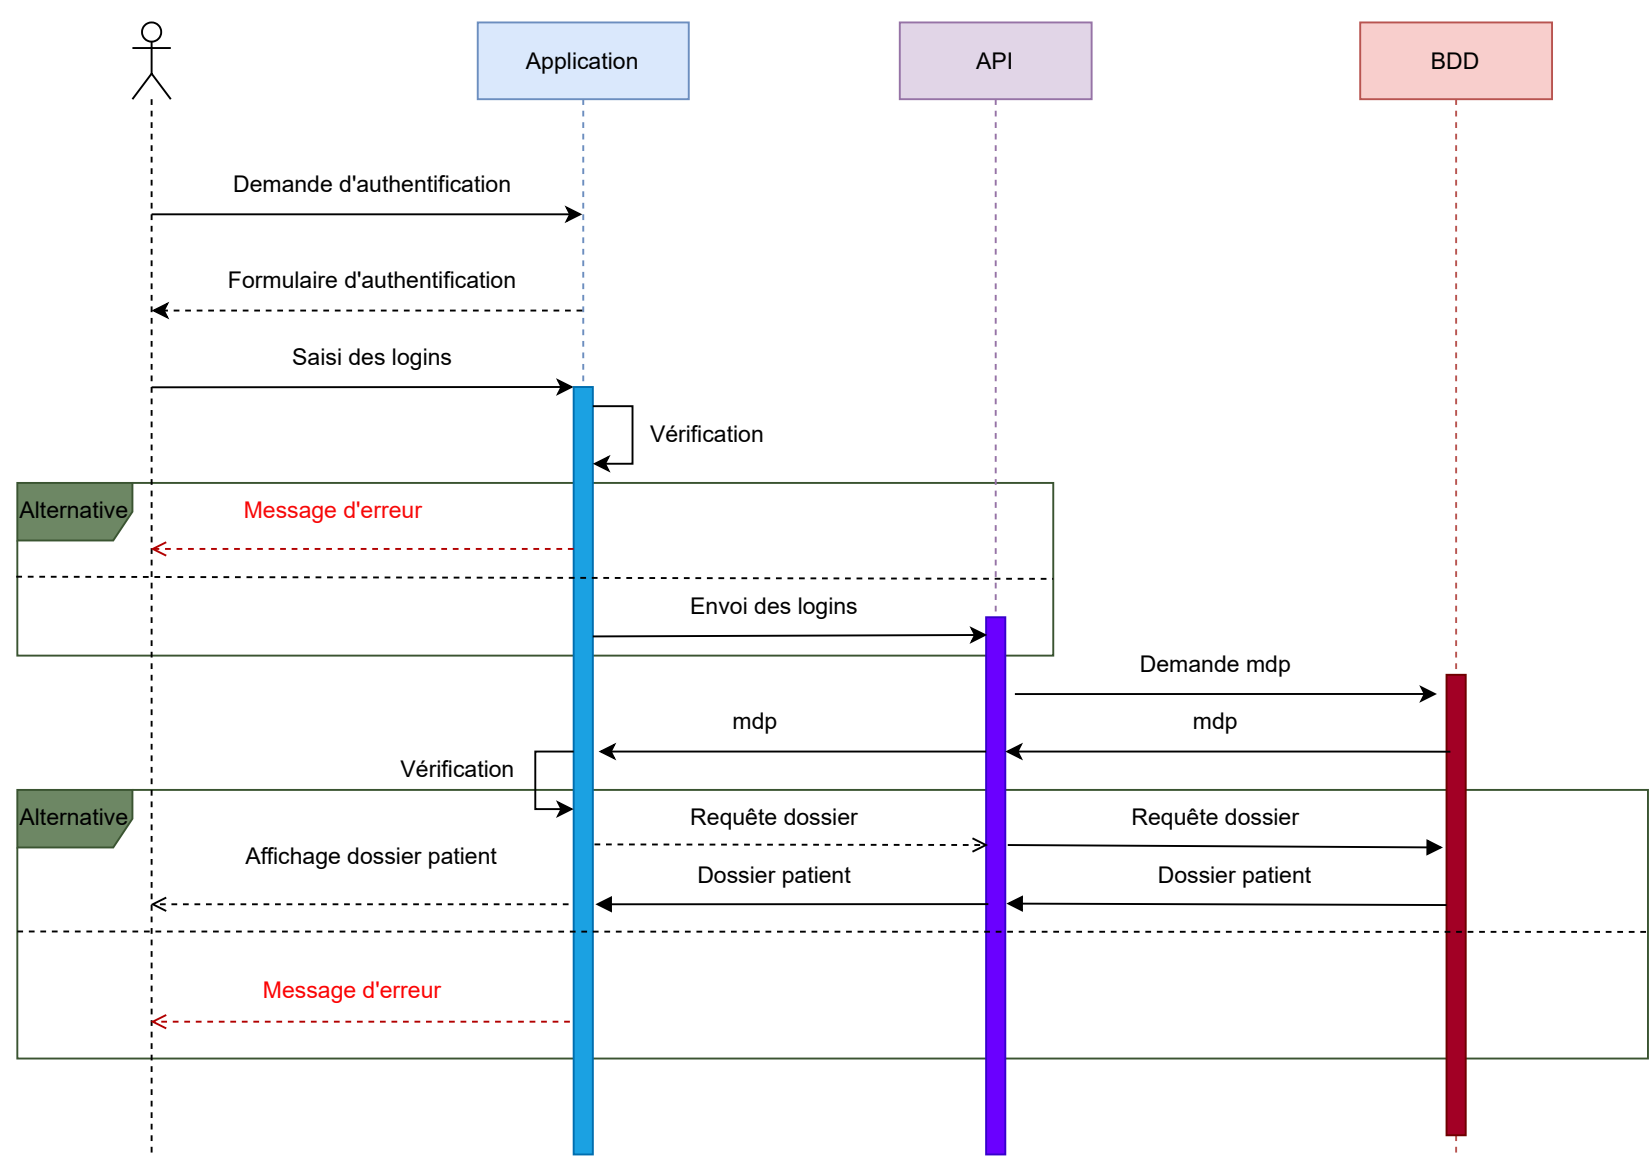 Application
API
BDD
Demande d'authentification
Formulaire d'authentification
Saisi des logins
Vérification
Alternative
Message d'erreur
Envoi des logins
Demande mdp
mdp
mdp
Vérification
Alternative
Requête dossier
Requête dossier
Affichage dossier patient
Dossier patient
Dossier patient
Message d'erreur